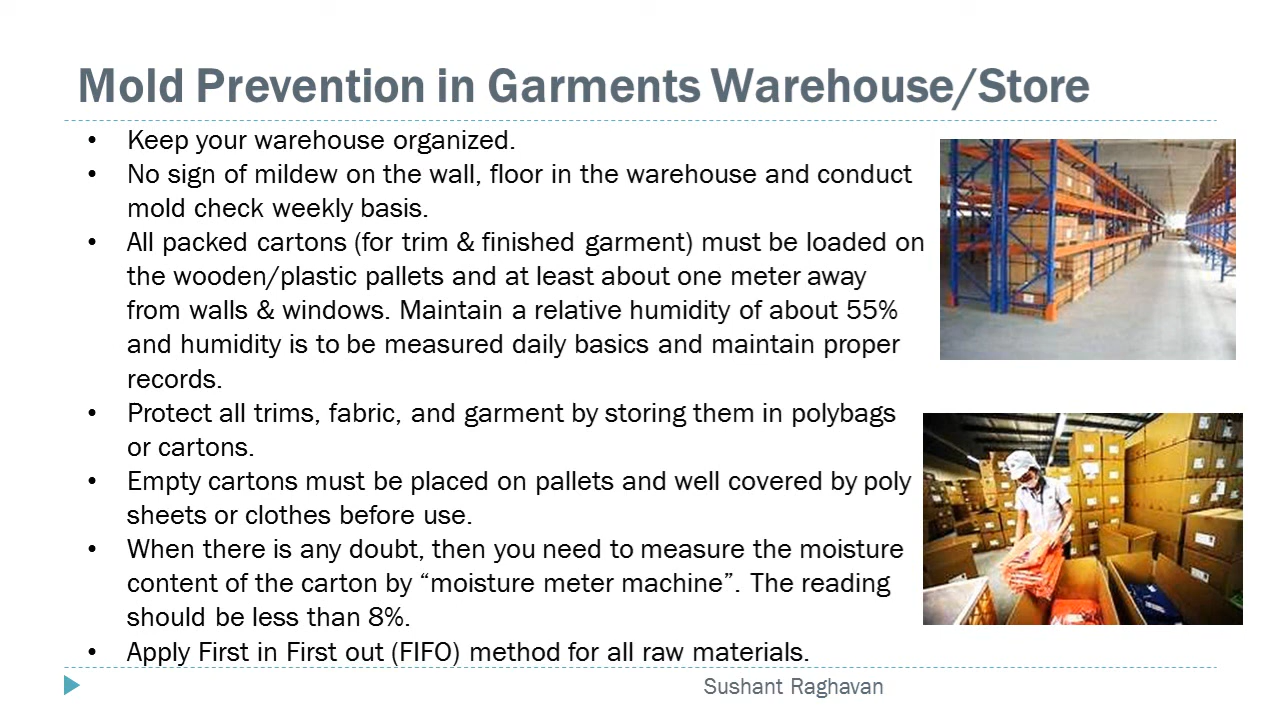 Mold Prevention in Garments Warehouse/Store
• Keep your warehouse organized.
• No sign of mildew on the wall, floor in the warehouse and conduct
mold check weekly basis.
• All packed cartons (for trim & finished garment) must be loaded on
the wooden/plastic pallets and at least about one meter away
from walls & windows. Maintain a relative humidity of about 55%
and humidity is to be measured daily basics and maintain proper
records.
• Protect all trims, fabric, and garment by storing them in polybags
or cartons.
• Empty cartons must be placed on pallets and well covered by poly
sheets or clothes before use.
• When there is any doubt, then you need to measure the moisture
content of the carton by “moisture meter machine”. The reading
should be less than 8%.
• Apply First in First out (FIFO) method for all raw materials.
Sushant Raghavan